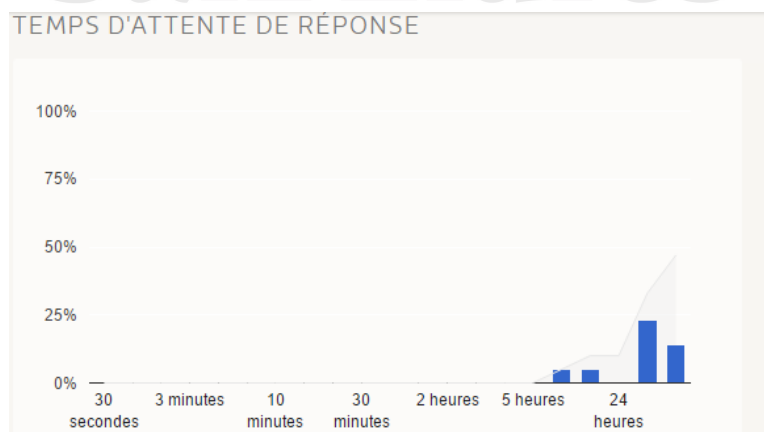 TEMPS D'ATTENTE DE RÉPONSE
100%
75%
50%
25%
0%
30 3 minutes 10 30 2 heures 5 heures 24
secondes minutes minutes heures